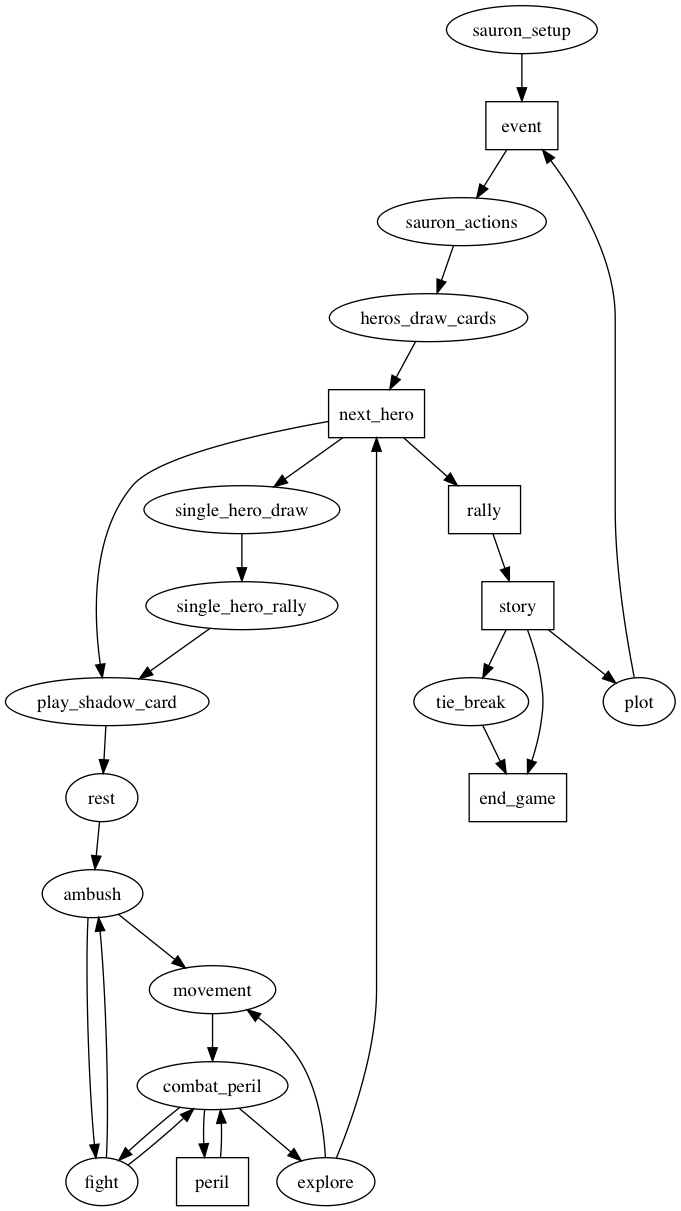 sauron_setup
event
sauron_actions
heros_draw_cards
next_hero
single_hero_draw
rally
single_hero_rally
story
play_shadow_card
tie_break
plot
rest
end_game
ambush
movement
combat_peril
fight
peril
explore